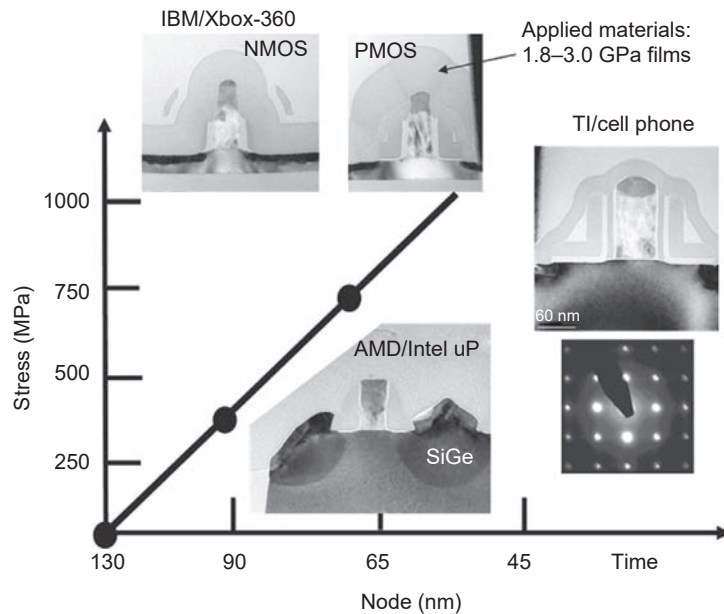 IBM/Xbox-360
NMOS
PMOS
Applied materials:
1.8–3.0 GPa films
TI/cell phone
60 nm
AMD/Intel uP
SiGe
Stress (MPa)
1000
750
500
250
130
90
65
45
Time
Node (nm)